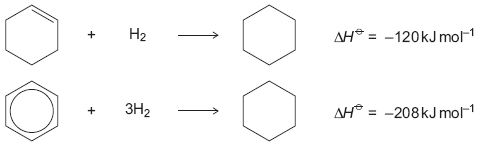 + H₂ ΔH⦵ = –120 kJ mol⁻¹
+ 3H₂ ΔH⦵ = –208 kJ mol⁻¹